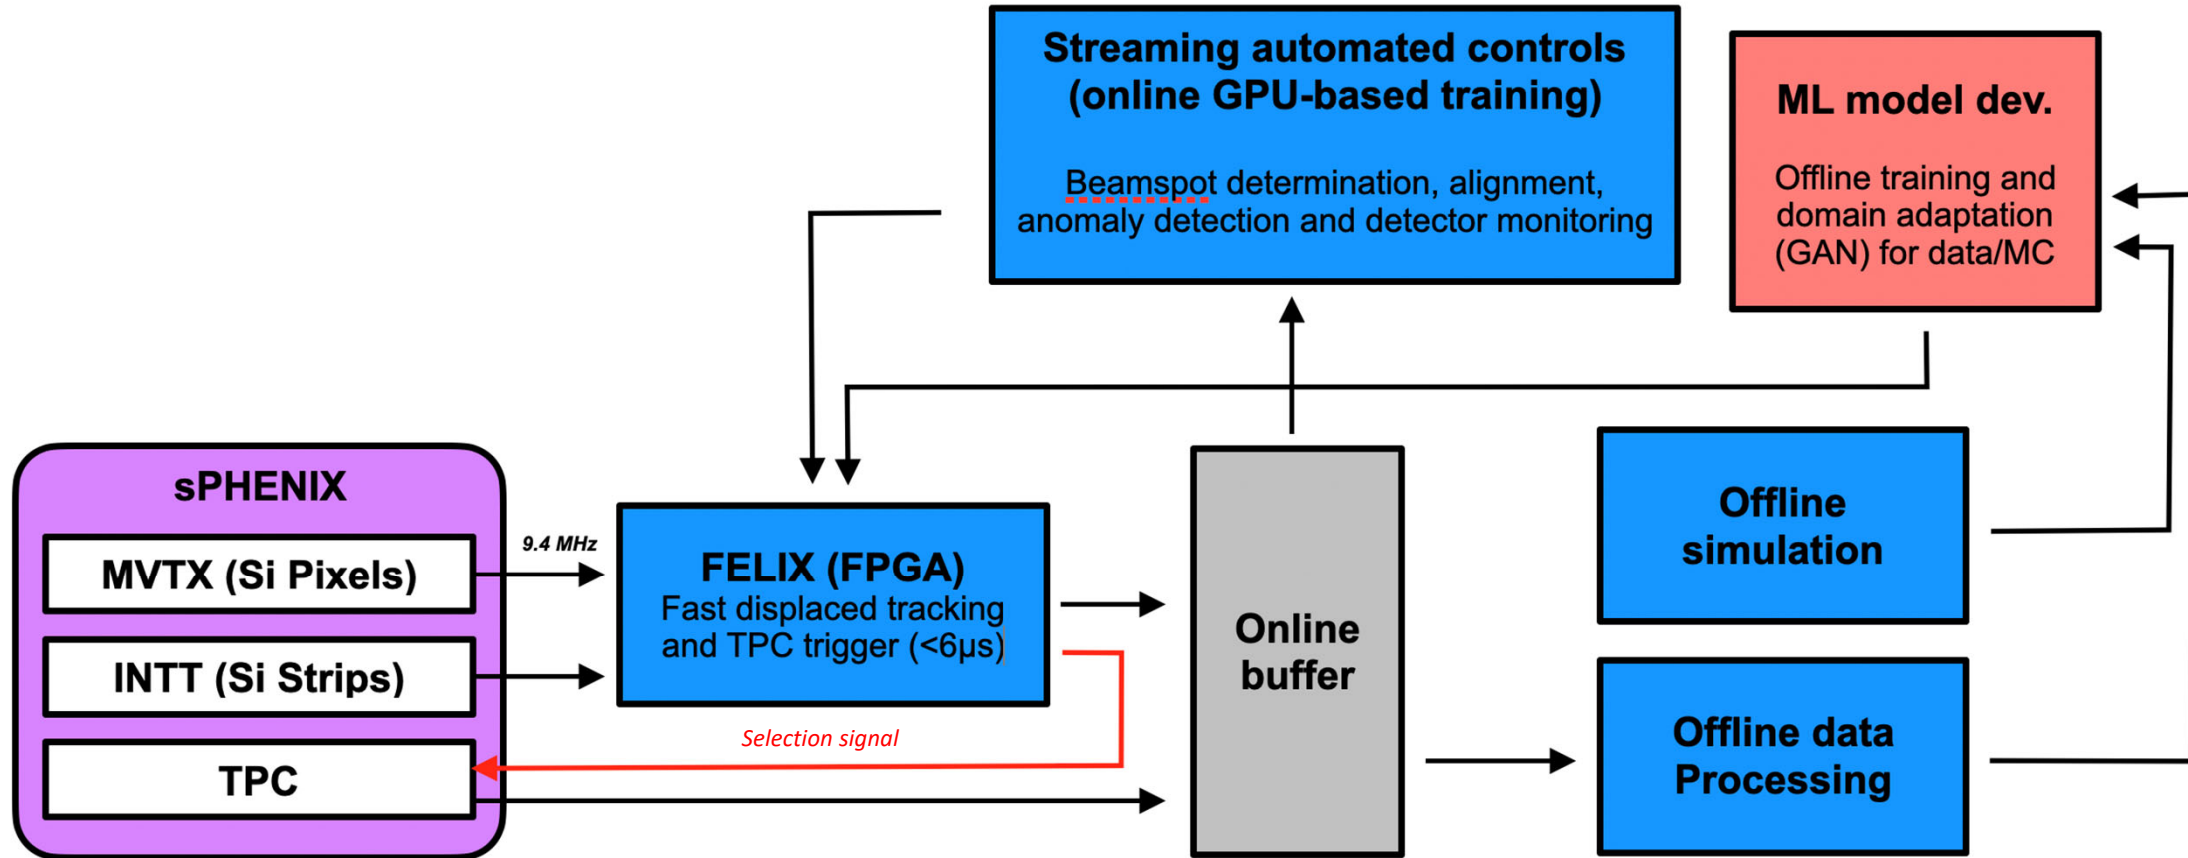 Streaming automated controls
(online GPU-based training)
Beamspot determination, alignment,
anomaly detection and detector monitoring
ML model dev.
Offline training and
domain adaptation
(GAN) for data/MC
sPHENIX
MVTX (Si Pixels)
INTT (Si Strips)
TPC
9.4 MHz
FELIX (FPGA)
Fast displaced tracking
and TPC trigger (<6μs)
Selection signal
Online
buffer
Offline
simulation
Offline data
Processing